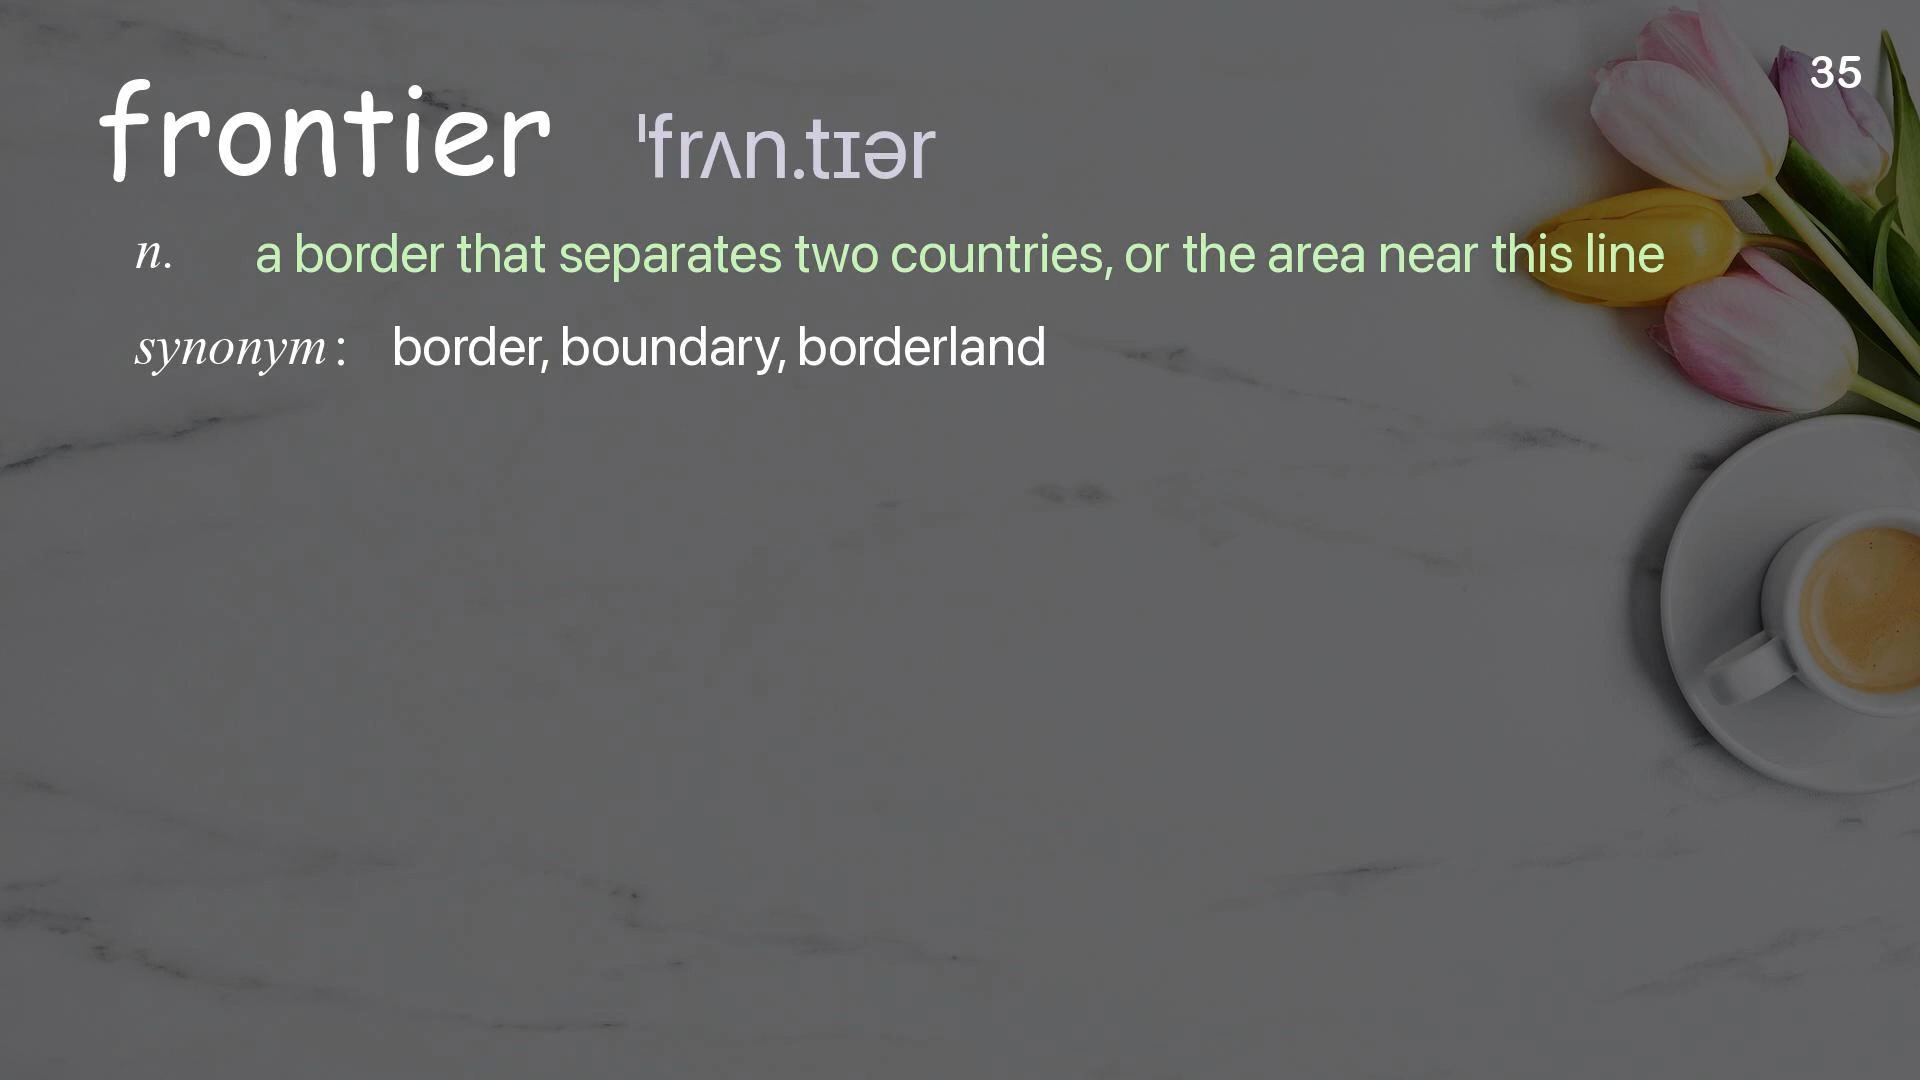 35
frontier ˈfrʌn.tɪər
n. a border that separates two countries, or the area near this line
synonym: border, boundary, borderland